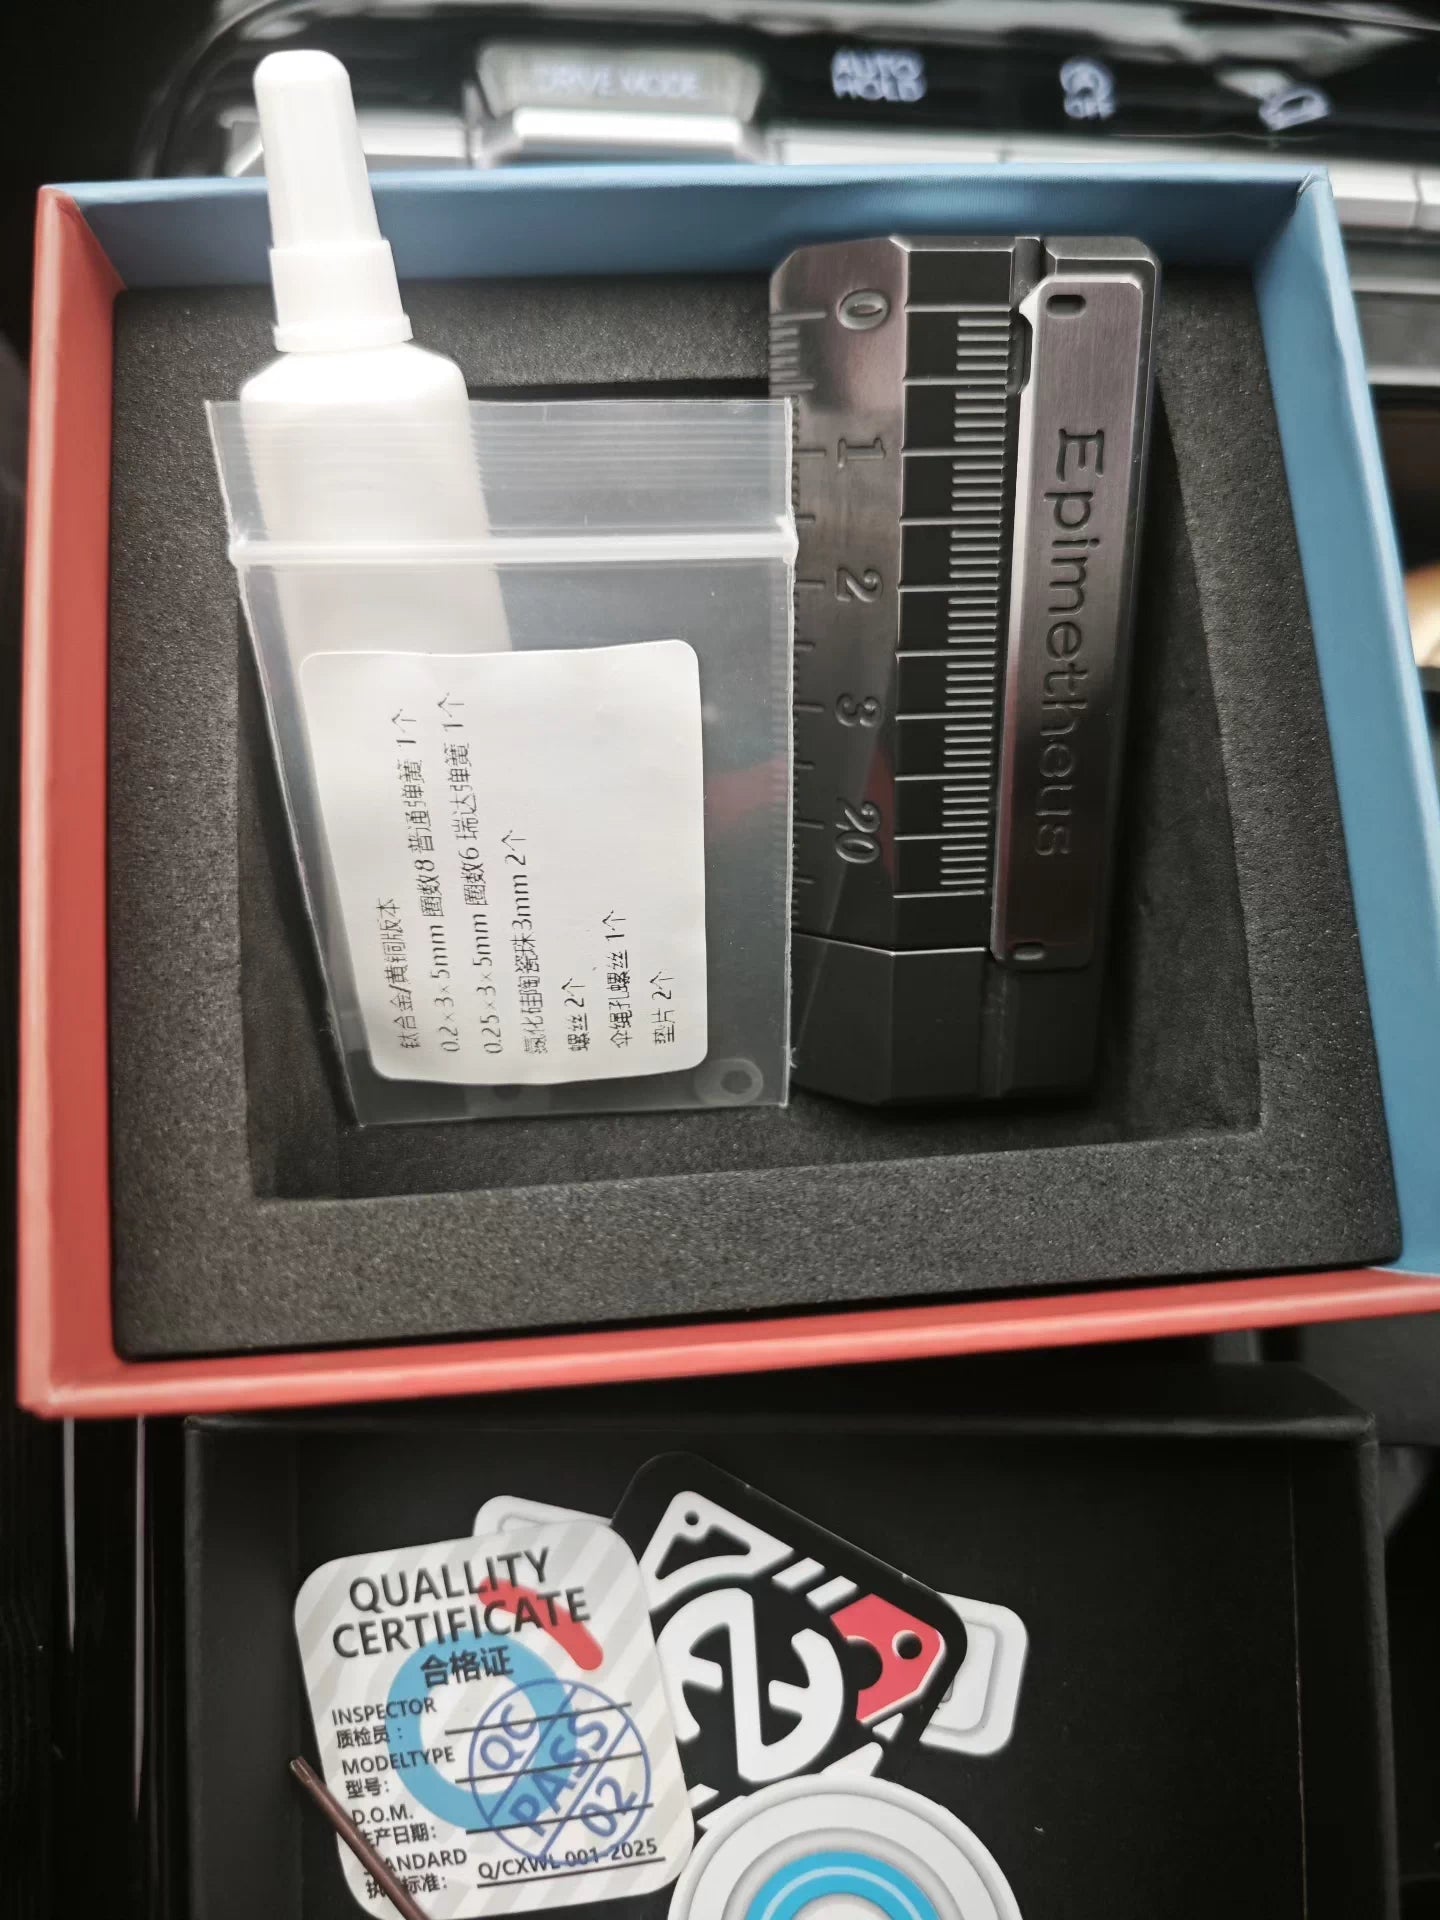 DRIVE MODE
AUTO
HOLD
OFF
0
1
2
3
20
Epimetheus
钛合金/黄铜版本
0.2×3×5mm 圈数8 普通弹簧 1个
0.25×3×5mm 圈数6 瑞达弹簧 1个
氮化硅陶瓷珠3mm 2个
螺丝 2个
伞绳孔螺丝 1个
垫片 2个
QUALLITY
CERTIFICATE
合格证
INSPECTOR
质检员:
MODELTYPE
型号:
D.O.M.
生产日期:
STANDARD
执行标准: Q/CXWL 001-2025
QC
PASS
02